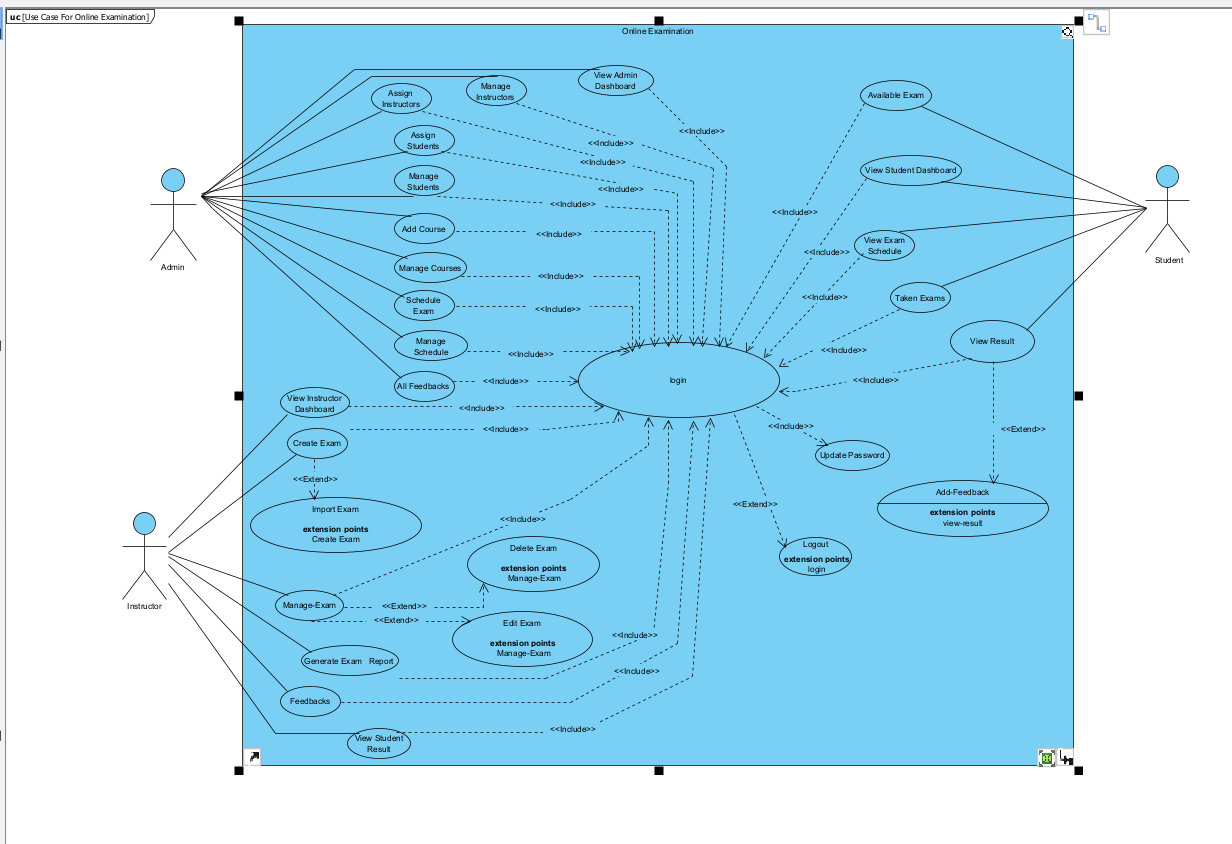 uc [Use Case For Online Examination]
Online Examination
View Admin
Dashboard
Manage
Instructors
Assign
Instructors
Available Exam
<<Include>>
Assign
Students
<<Include>>
<<Include>>
View Student Dashboard
Manage
Students
<<Include>>
<<Include>>
<<Include>>
Add Course
<<Include>>
View Exam
Schedule
<<Include>>
Admin
Student
Manage Courses
<<Include>>
Schedule
Exam
<<Include>>
<<Include>>
Taken Exams
Manage
Schedule
<<Include>>
<<Include>>
View Result
login
All Feedbacks
<<Include>>
<<Include>>
View Instructor
Dashboard
<<Include>>
Create Exam
<<Include>>
<<Include>>
<<Extend>>
Update Password
<<Extend>>
Import Exam
extension points
Create Exam
<<Include>>
<<Extend>>
Add-Feedback
extension points
view-result
Delete Exam
extension points
Manage-Exam
Logout
extension points
login
Instructor
Manage-Exam
<<Extend>>
<<Extend>>
Edit Exam
extension points
Manage-Exam
<<Include>>
Generate Exam Report
<<Include>>
Feedbacks
<<Include>>
View Student
Result